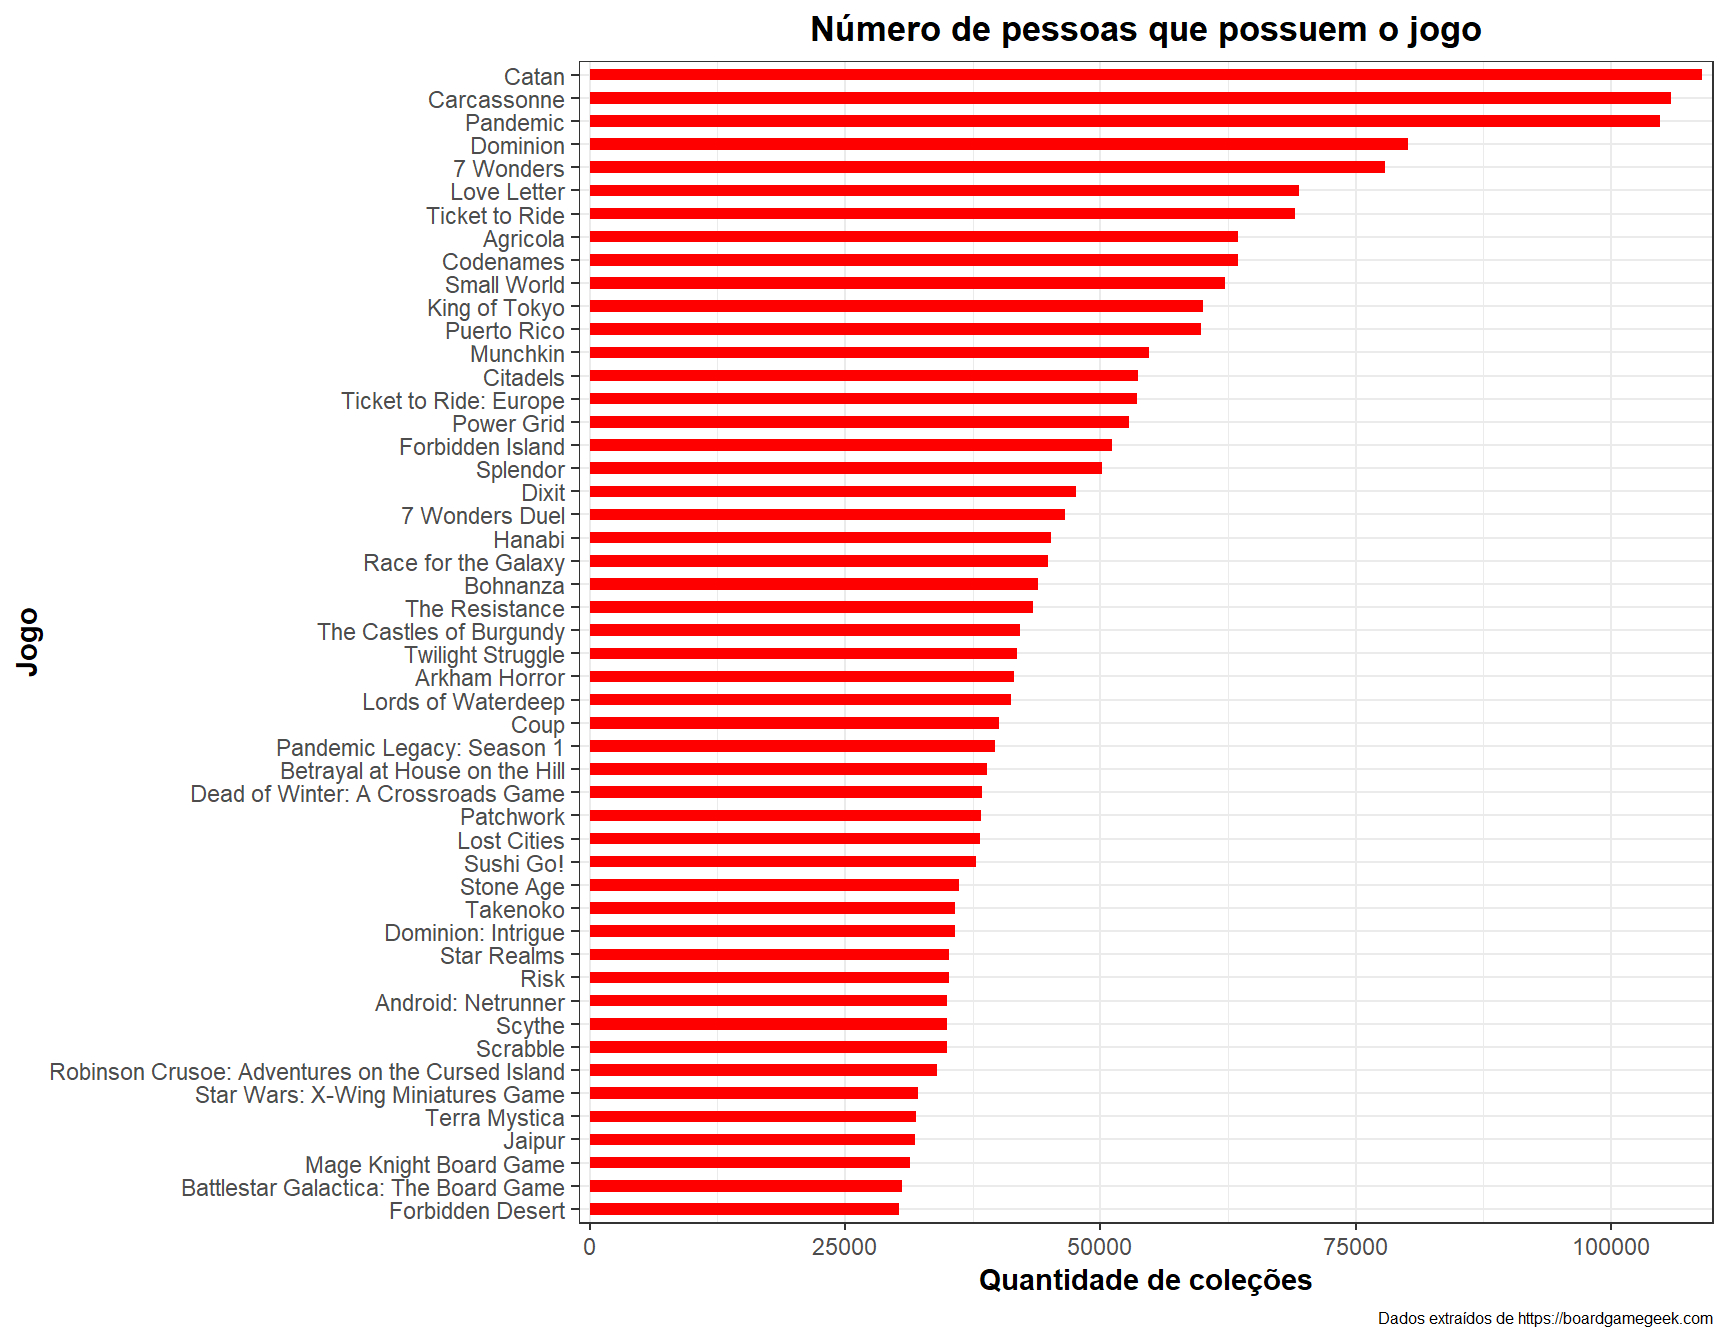 Número de pessoas que possuem o jogo
Catan
Carcassonne
Pandemic
Dominion
7 Wonders
Love Letter
Ticket to Ride
Agricola
Codenames
Small World
King of Tokyo
Puerto Rico
Munchkin
Citadels
Ticket to Ride: Europe
Power Grid
Forbidden Island
Splendor
Dixit
7 Wonders Duel
Hanabi
Race for the Galaxy
Bohnanza
The Resistance
The Castles of Burgundy
Twilight Struggle
Arkham Horror
Lords of Waterdeep
Coup
Pandemic Legacy: Season 1
Betrayal at House on the Hill
Dead of Winter: A Crossroads Game
Patchwork
Lost Cities
Sushi Go!
Stone Age
Takenoko
Dominion: Intrigue
Star Realms
Risk
Android: Netrunner
Scythe
Scrabble
Robinson Crusoe: Adventures on the Cursed Island
Star Wars: X-Wing Miniatures Game
Terra Mystica
Jaipur
Mage Knight Board Game
Battlestar Galactica: The Board Game
Forbidden Desert
Jogo
0 25000 50000 75000 100000
Quantidade de coleções
Dados extraídos de https://boardgamegeek.com